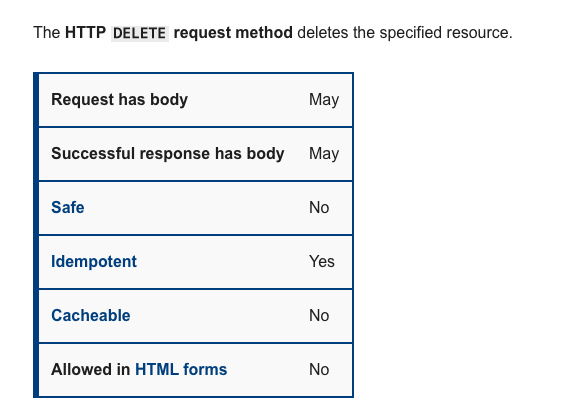 The HTTP DELETE request method deletes the specified resource.
Request has body May
Successful response has body May
Safe No
Idempotent Yes
Cacheable No
Allowed in HTML forms No